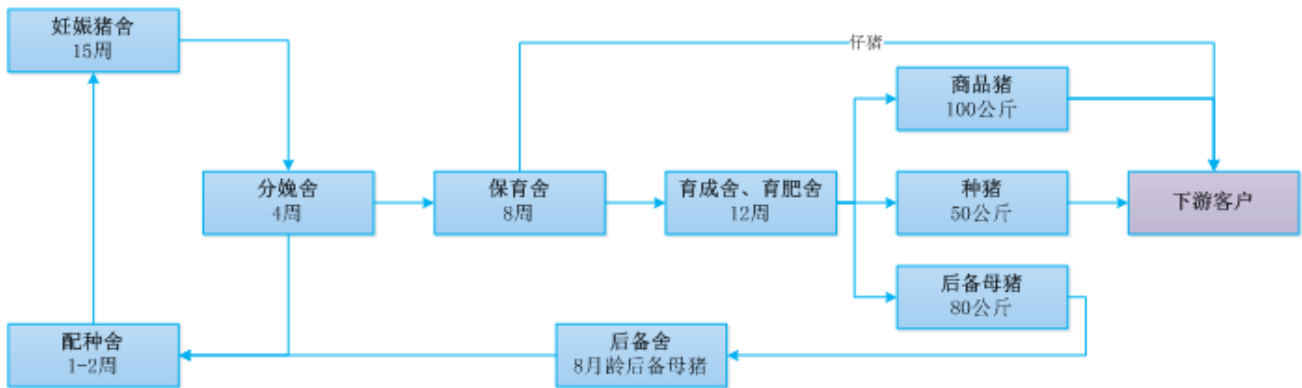 妊娠猪舍
15周
仔猪
商品猪
100公斤
分娩舍
4周
保育舍
8周
育成舍、育肥舍
12周
种猪
50公斤
下游客户
后备母猪
80公斤
配种舍
1-2周
后备舍
8月龄后备母猪